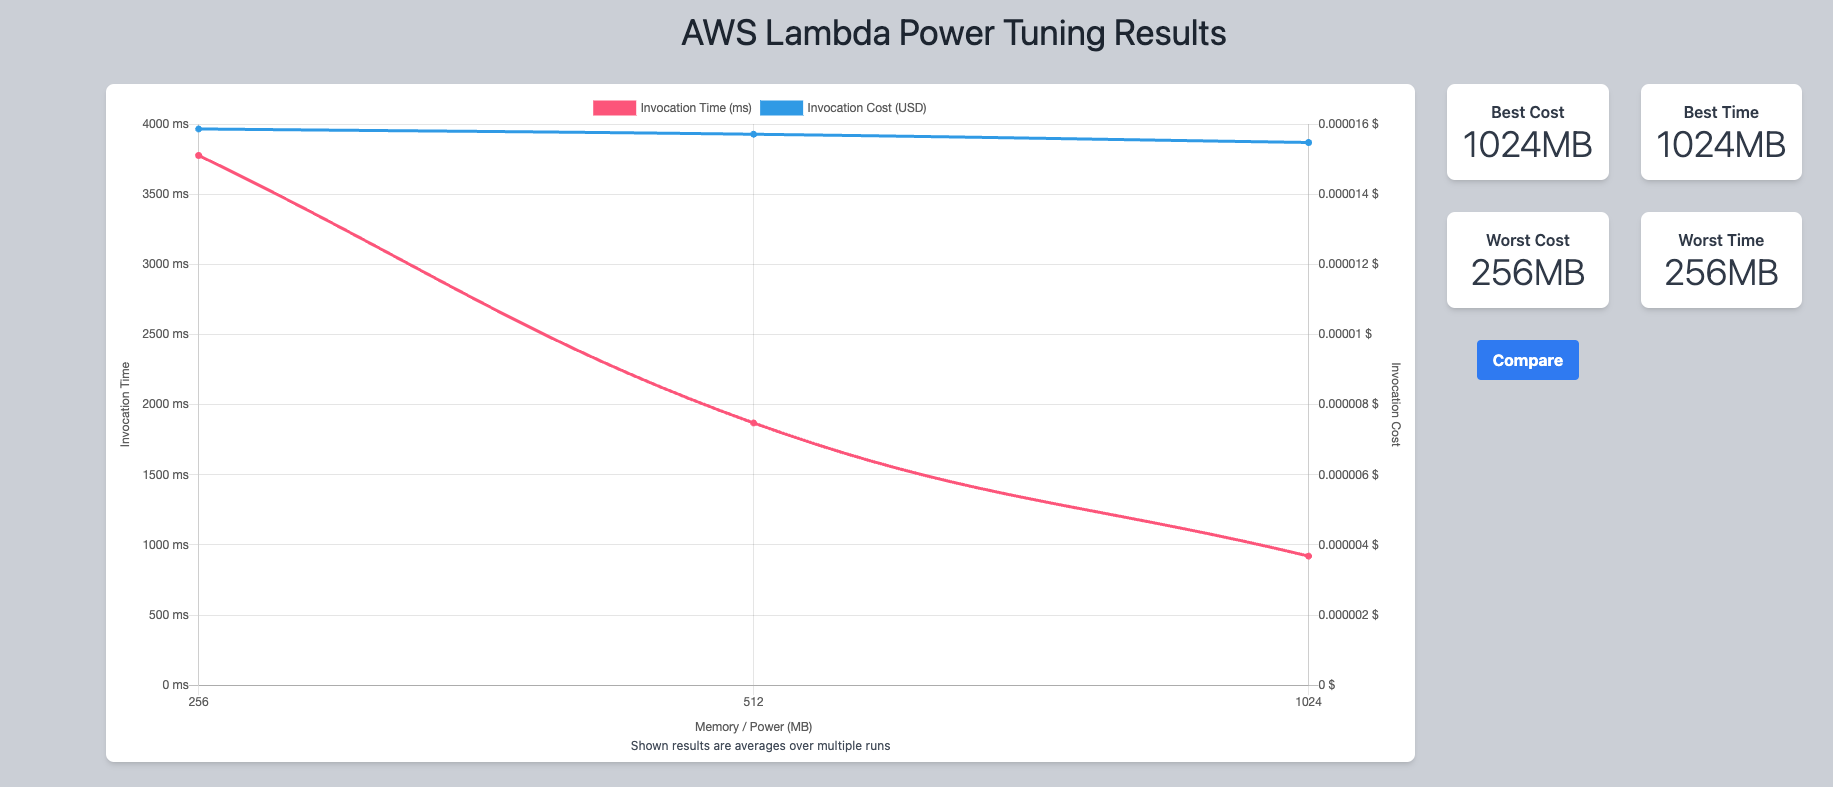 AWS Lambda Power Tuning Results
Invocation Time (ms) Invocation Cost (USD)
4000 ms
3500 ms
3000 ms
2500 ms
2000 ms
1500 ms
1000 ms
500 ms
0 ms
Invocation Time
0.000016 $
0.000014 $
0.000012 $
0.00001 $
0.000008 $
0.000006 $
0.000004 $
0.000002 $
0 $
Invocation Cost
256 512 1024
Memory / Power (MB)
Shown results are averages over multiple runs
Best Cost
1024MB
Best Time
1024MB
Worst Cost
256MB
Worst Time
256MB
Compare